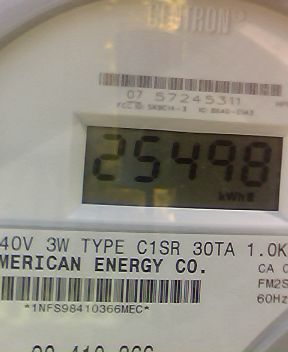 07 57245311
25498
kWh
40V 3W TYPE C1SR 30TA 1.0K
MERICAN ENERGY CO.
CA
FM2S
60Hz
*1NFS98410366MEC*